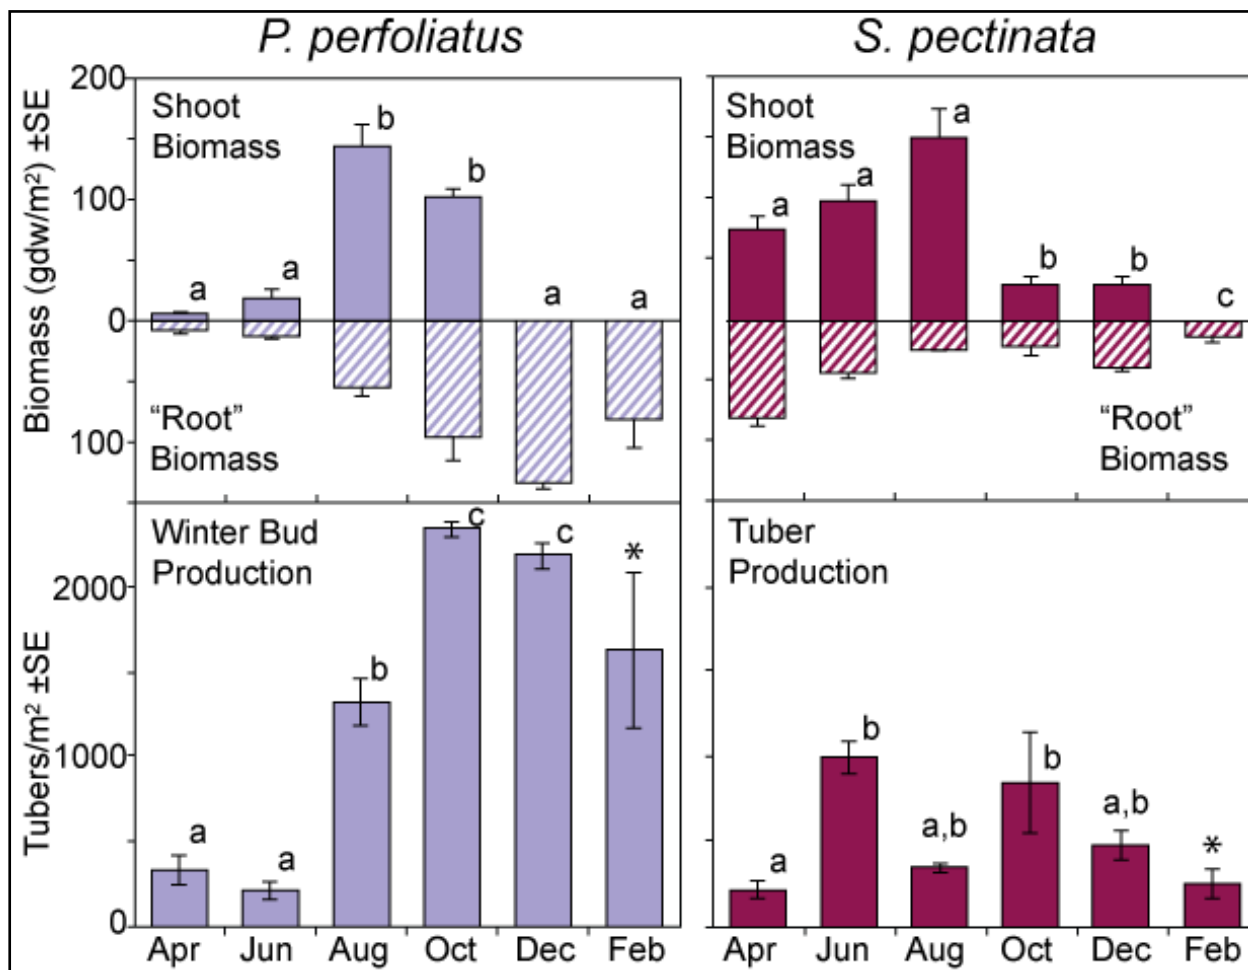 P. perfoliatus
S. pectinata
Biomass (gdw/m²) ±SE
200
100
0
100
Shoot
Biomass
a
a
b
b
a
a
"Root"
Biomass
Shoot
Biomass
a
a
a
b
b
c
"Root"
Biomass
Tubers/m² ±SE
2000
1000
0
Winter Bud
Production
a
a
b
c
c
*
Tuber
Production
a
b
a,b
b
a,b
*
Apr Jun Aug Oct Dec Feb
Apr Jun Aug Oct Dec Feb